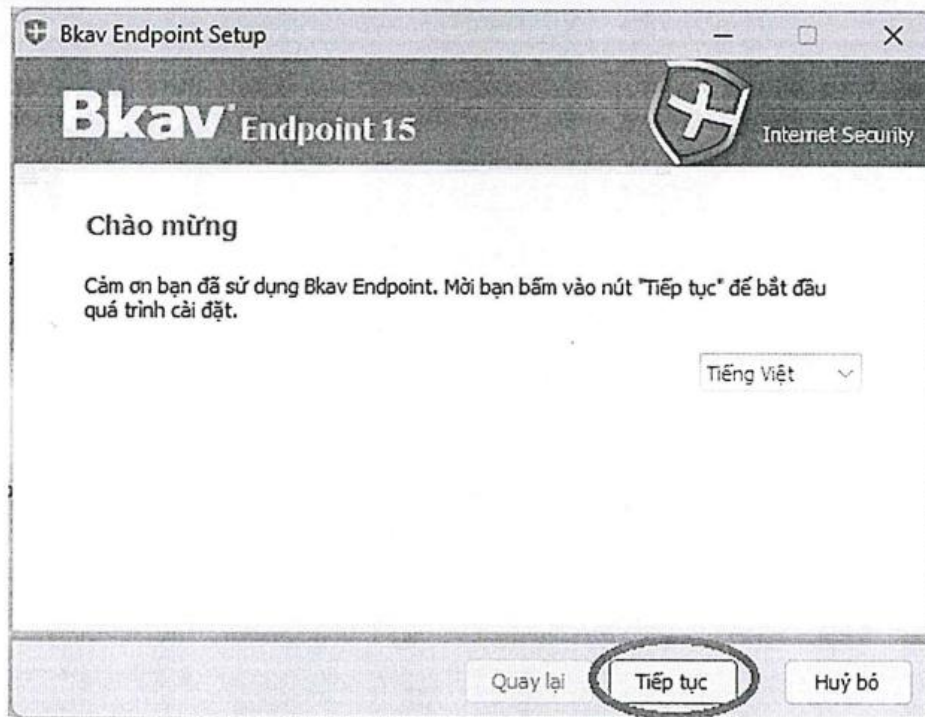 Bkav Endpoint Setup
Bkav Endpoint 15
Internet Security
Chào mừng
Cảm ơn bạn đã sử dụng Bkav Endpoint. Mời bạn bấm vào nút "Tiếp tục" để bắt đầu
quá trình cài đặt.
Tiếng Việt
Quay lại
Tiếp tục
Huỷ bỏ